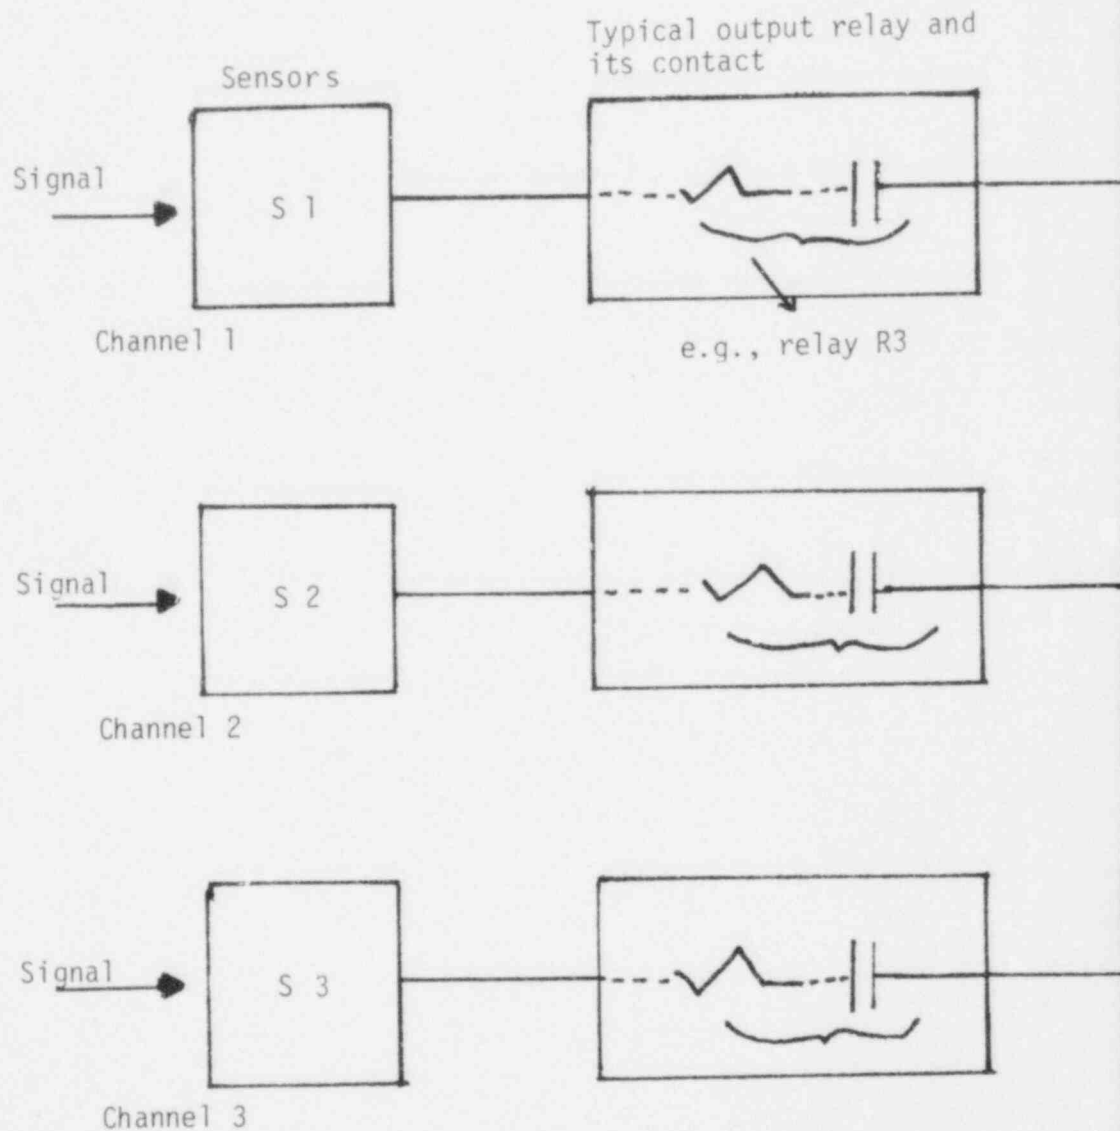 Typical output relay and
its contact
Sensors
Signal
S 1
Channel 1
e.g., relay R3
Signal
S 2
Channel 2
Signal
S 3
Channel 3